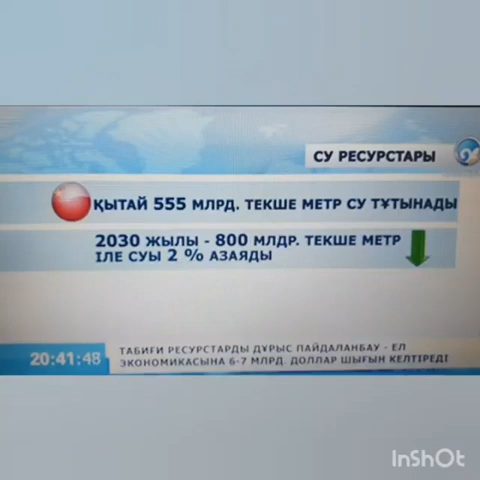 СУ РЕСУРСТАРЫ
ҚЫТАЙ 555 МЛРД. ТЕКШЕ МЕТР СУ ТҰТЫНАДЫ
2030 ЖЫЛЫ - 800 МЛДР. ТЕКШЕ МЕТР
ІЛЕ СУЫ 2 % АЗАЯДЫ
20:41:48
ТАБИҒИ РЕСУРСТАРДЫ ДҰРЫС ПАЙДАЛАНБАУ - ЕЛ
ЭКОНОМИКАСЫНА 6-7 МЛРД. ДОЛЛАР ШЫҒЫН КЕЛТІРЕДІ
InShOt